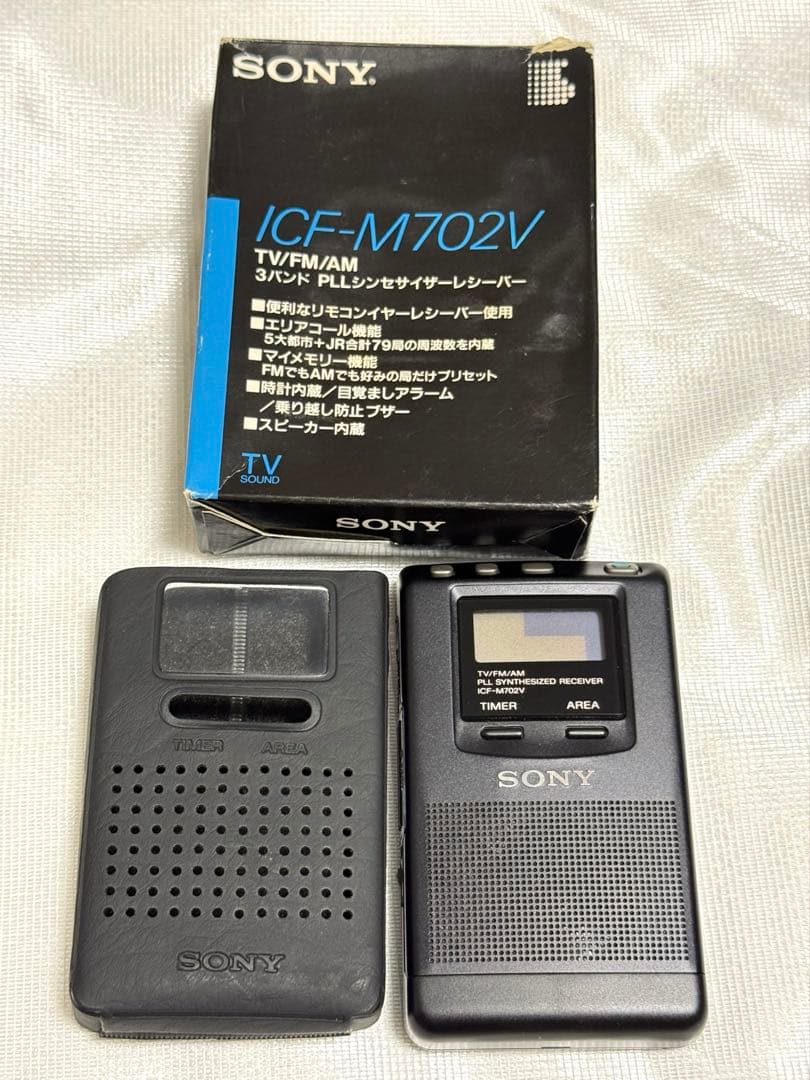 SONY
ICF-M702V
TV/FM/AM
3バンド PLLシンセサイザーレシーバー
■便利なリモコンイヤーレシーバー使用
■エリアコール機能
5大都市+JR合計79局の周波数を内蔵
■マイメモリー機能
FMでもAMでも好みの局だけプリセット
■時計内蔵/目覚ましアラーム
/乗り越し防止ブザー
■スピーカー内蔵
TV
SOUND
SONY
TIMER AREA
SONY
TV/FM/AM
PLL SYNTHESIZED RECEIVER
ICF-M702V
TIMER AREA
SONY